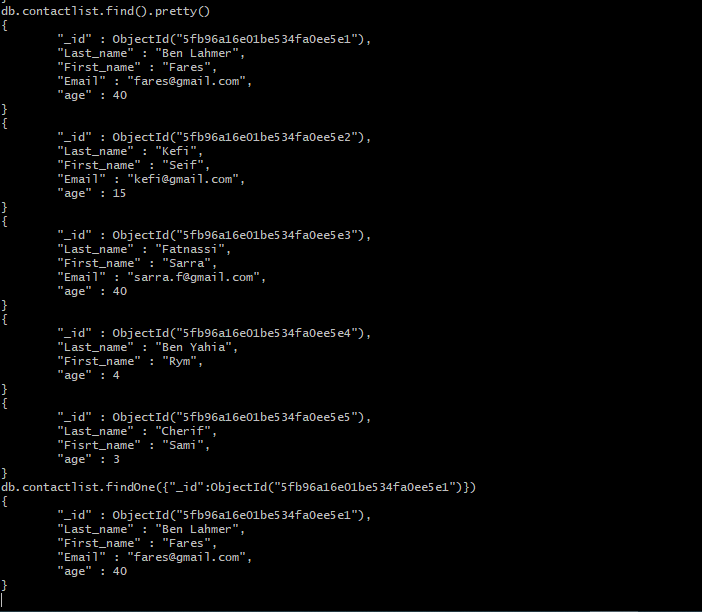 }
db.contactlist.find().pretty()
{
"_id" : ObjectId("5fb96a16e01be534fa0ee5e1"),
"Last_name" : "Ben Lahmer",
"First_name" : "Fares",
"Email" : "fares@gmail.com",
"age" : 40
}
{
"_id" : ObjectId("5fb96a16e01be534fa0ee5e2"),
"Last_name" : "Kefi",
"First_name" : "Seif",
"Email" : "kefi@gmail.com",
"age" : 15
}
{
"_id" : ObjectId("5fb96a16e01be534fa0ee5e3"),
"Last_name" : "Fatnassi",
"First_name" : "Sarra",
"Email" : "sarra.f@gmail.com",
"age" : 40
}
{
"_id" : ObjectId("5fb96a16e01be534fa0ee5e4"),
"Last_name" : "Ben Yahia",
"First_name" : "Rym",
"age" : 4
}
{
"_id" : ObjectId("5fb96a16e01be534fa0ee5e5"),
"Last_name" : "Cherif",
"Fisrt_name" : "Sami",
"age" : 3
}
db.contactlist.findOne({"_id":ObjectId("5fb96a16e01be534fa0ee5e1")})
{
"_id" : ObjectId("5fb96a16e01be534fa0ee5e1"),
"Last_name" : "Ben Lahmer",
"First_name" : "Fares",
"Email" : "fares@gmail.com",
"age" : 40
}